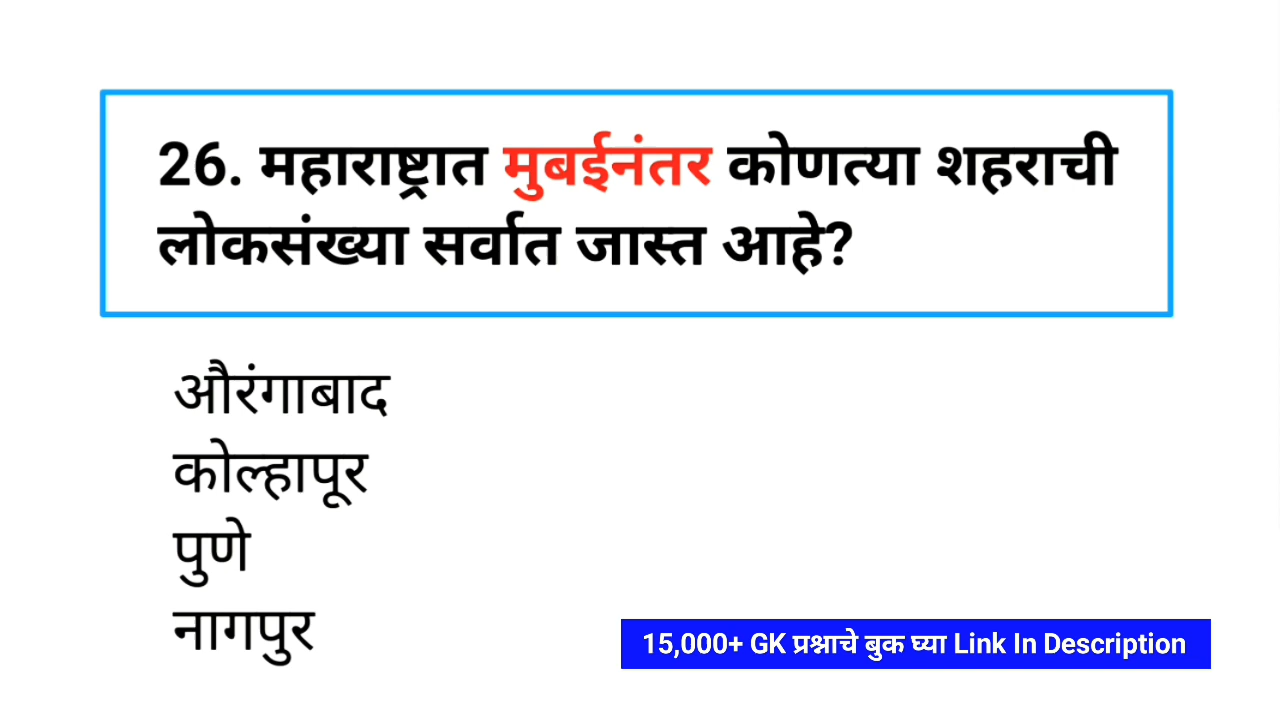 26. महाराष्ट्रात मुबईनंतर कोणत्या शहराची
लोकसंख्या सर्वात जास्त आहे?
औरंगाबाद
कोल्हापूर
पुणे
नागपुर
15,000+ GK प्रश्नाचे बुक घ्या Link In Description